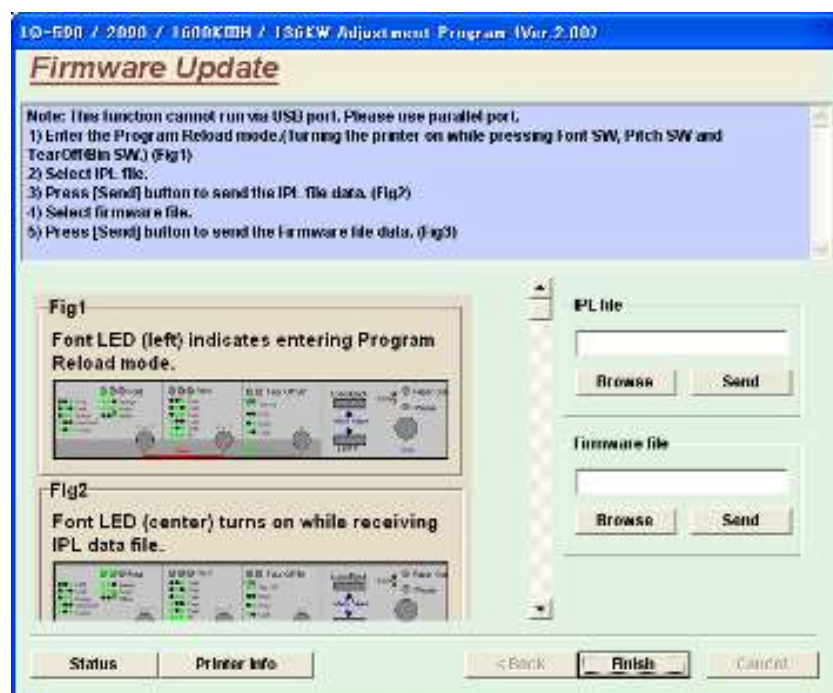 LQ-590 / 2090 / 1600KIIIH / 136KW Adjustment Program (Ver.2.00)
Firmware Update
Note: This function cannot run via USB port. Please use parallel port.
1) Enter the Program Reload mode.(Turning the printer on while pressing Font SW, Pitch SW and
TearOff/Bin SW.) (Fig1)
2) Select IPL file.
3) Press [Send] button to send the IPL file data. (Fig2)
4) Select firmware file.
5) Press [Send] button to send the Firmware file data. (Fig3)
Fig1
Font LED (left) indicates entering Program
Reload mode.
Fig2
Font LED (center) turns on while receiving
IPL data file.
IPL file
Browse
Send
Firmware file
Browse
Send
Status
Printer Info
<Back
Finish
Cancel